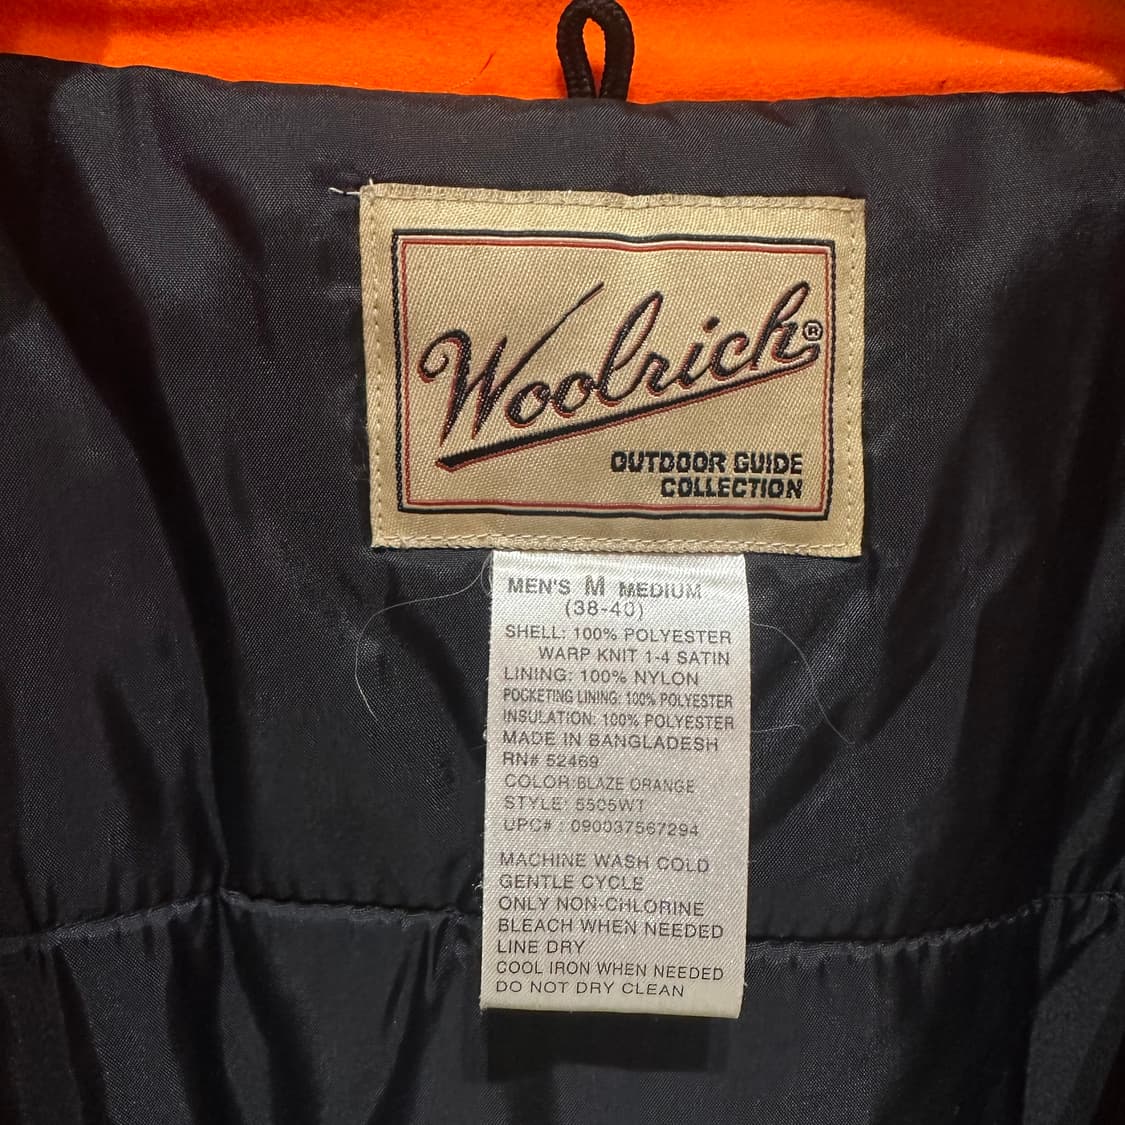 Woolrich®
OUTDOOR GUIDE
COLLECTION
MEN'S M MEDIUM
(38-40)
SHELL: 100% POLYESTER
WARP KNIT 1-4 SATIN
LINING: 100% NYLON
POCKETING LINING: 100% POLYESTER
INSULATION: 100% POLYESTER
MADE IN BANGLADESH
RN# 52469
COLOR: BLAZE ORANGE
STYLE: 5505WT
UPC# : 090037567294
MACHINE WASH COLD
GENTLE CYCLE
ONLY NON-CHLORINE
BLEACH WHEN NEEDED
LINE DRY
COOL IRON WHEN NEEDED
DO NOT DRY CLEAN